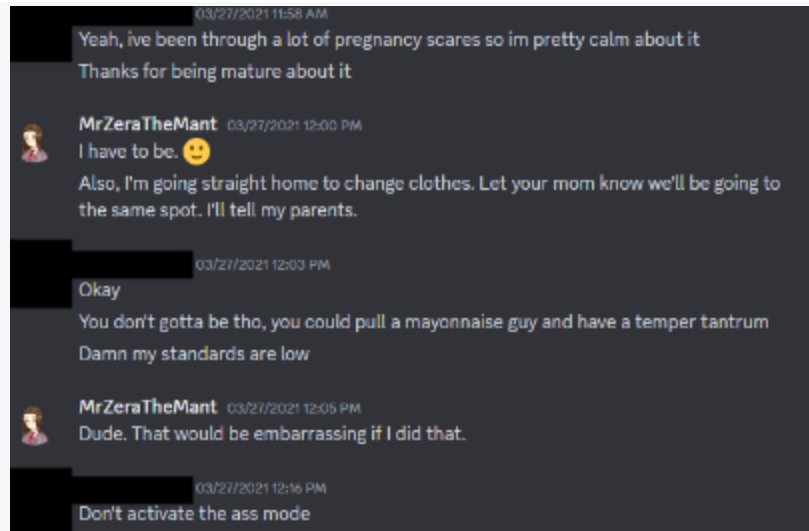 03/27/2021 11:58 AM
Yeah, ive been through a lot of pregnancy scares so im pretty calm about it
Thanks for being mature about it
MrZeraTheMant 03/27/2021 12:00 PM
I have to be. 🙂
Also, I'm going straight home to change clothes. Let your mom know we'll be going to
the same spot. I'll tell my parents.
03/27/2021 12:03 PM
Okay
You don't gotta be tho, you could pull a mayonnaise guy and have a temper tantrum
Damn my standards are low
MrZeraTheMant 03/27/2021 12:05 PM
Dude. That would be embarrassing if I did that.
03/27/2021 12:16 PM
Don't activate the ass mode